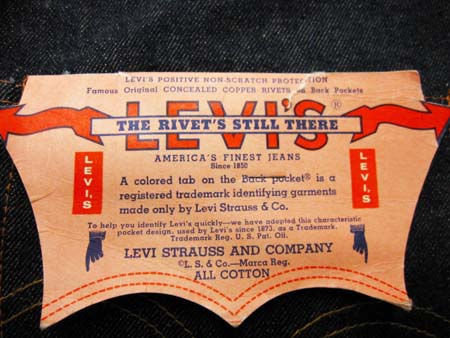 LEVI'S POSITIVE NON-SCRATCH PROTECTION
Famous Original CONCEALED COPPER RIVETS on Back Pockets
LEVI'S®
THE RIVET'S STILL THERE
AMERICA'S FINEST JEANS
Since 1850
LEVI'S
LEVI'S
A colored tab on the Back pocket® is a
registered trademark identifying garments
made only by Levi Strauss & Co.
To help you identify Levi's quickly—we have adopted this characteristic
pocket design, used by Levi's since 1873, as a Trademark.
Trademark Reg. U. S. Pat. Off.
LEVI STRAUSS AND COMPANY
©L. S. & Co.—Marca Reg.
ALL COTTON